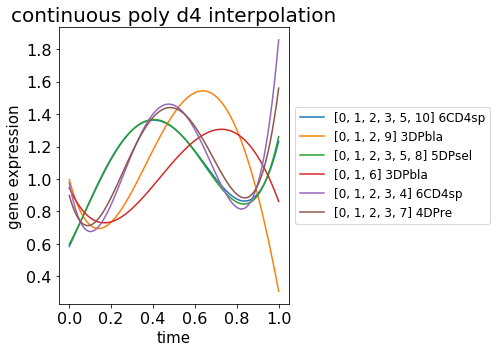 continuous poly d4 interpolation
gene expression
1.8
1.6
1.4
1.2
1.0
0.8
0.6
0.4
0.0 0.2 0.4 0.6 0.8 1.0
time
[0, 1, 2, 3, 5, 10] 6CD4sp
[0, 1, 2, 9] 3DPbla
[0, 1, 2, 3, 5, 8] 5DPsel
[0, 1, 6] 3DPbla
[0, 1, 2, 3, 4] 6CD4sp
[0, 1, 2, 3, 7] 4DPre